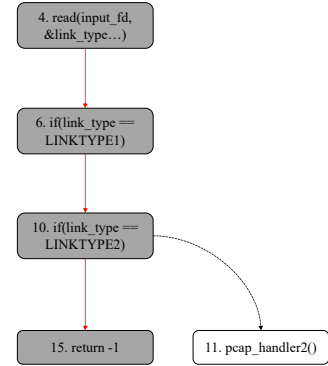 4. read(input_fd,
&link_type…)
6. if(link_type ==
LINKTYPE1)
10. if(link_type ==
LINKTYPE2)
15. return -1
11. pcap_handler2()